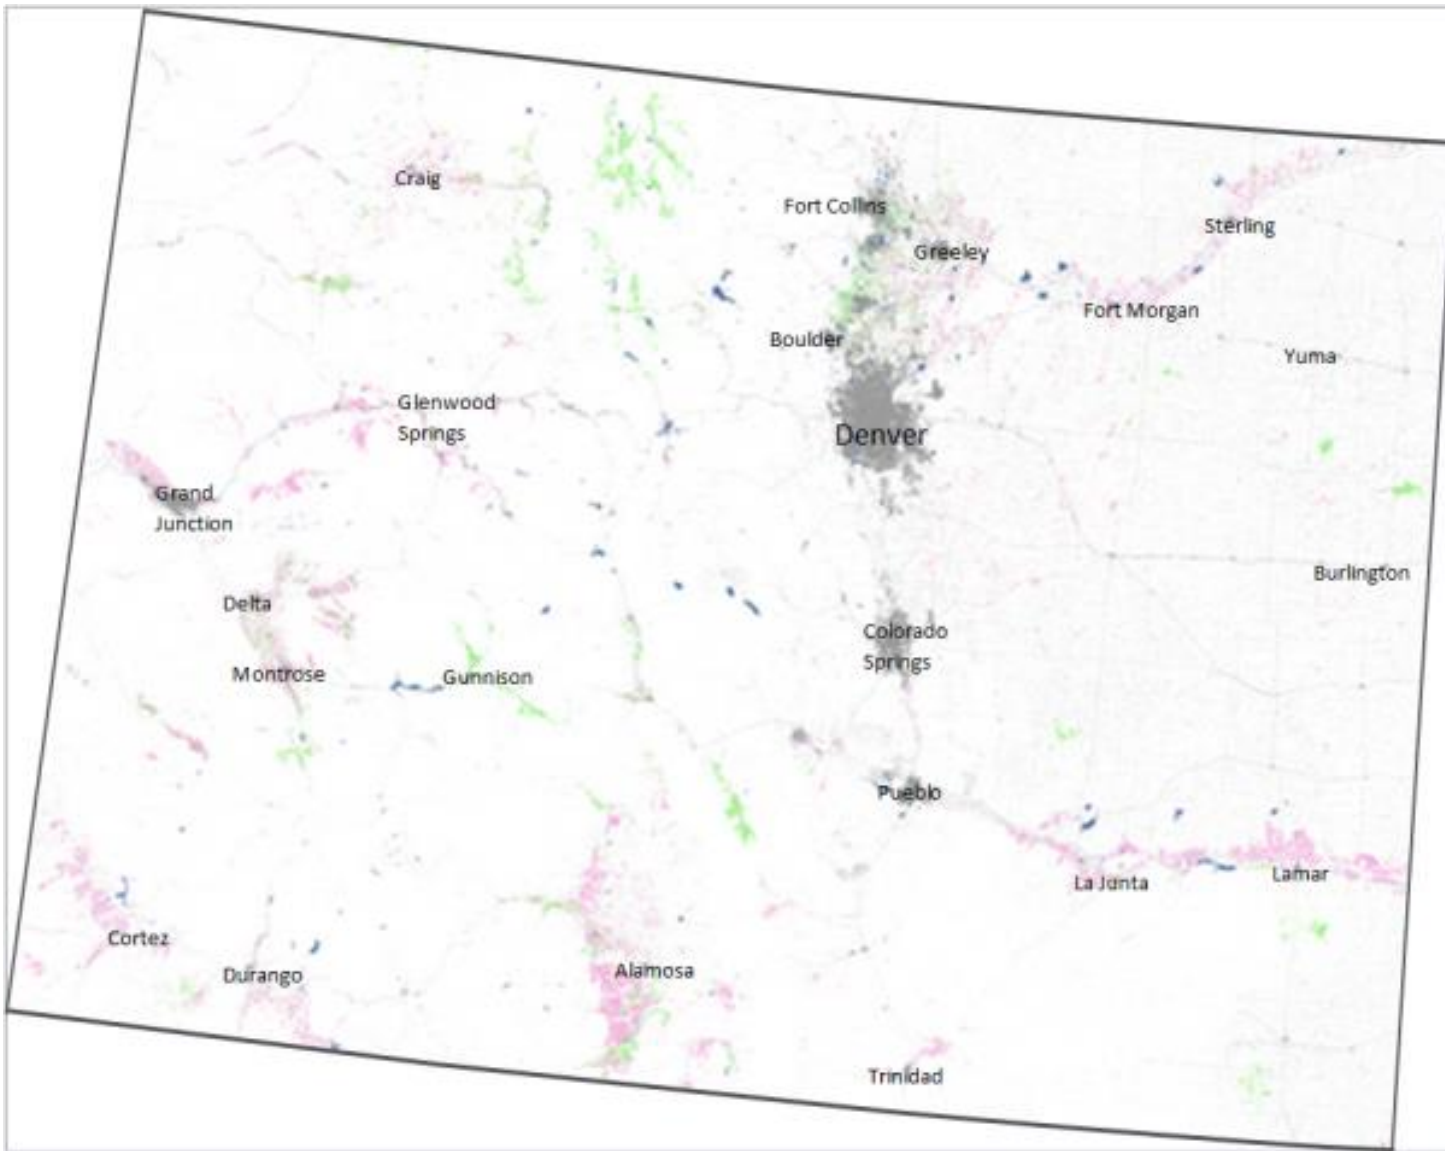 Craig
Fort Collins
Sterling
Greeley
Fort Morgan
Boulder
Yuma
Glenwood
Springs
Denver
Grand
Junction
Burlington
Delta
Colorado
Springs
Montrose
Gunnison
Pueblo
La Junta
Lamar
Cortez
Durango
Alamosa
Trinidad